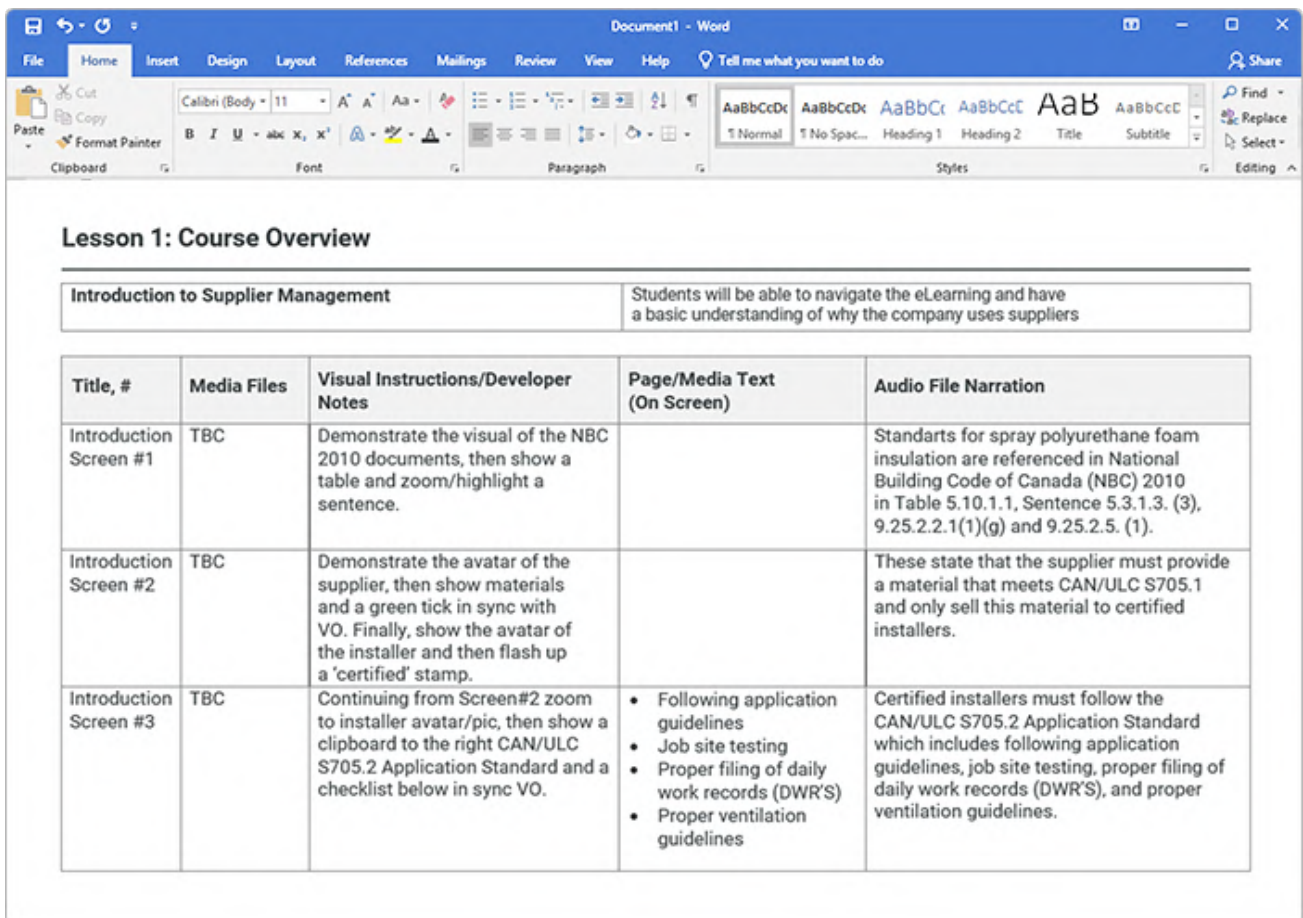 Document1 - Word
File Home Insert Design Layout References Mailings Review View Help Tell me what you want to do Share
Paste
Cut
Copy
Format Painter
Clipboard
Calibri (Body 11 A A Aa
B I U abc x, x' A A
Font
Paragraph
AaBbCcDc AaBbCcDc AaBbCc AaBbCcC AaB AaBbCcC
¶ Normal ¶ No Spac... Heading 1 Heading 2 Title Subtitle
Styles
Find
Replace
Select
Editing
Lesson 1: Course Overview
Introduction to Supplier Management
Students will be able to navigate the eLearning and have
a basic understanding of why the company uses suppliers
Title, #
Media Files
Visual Instructions/Developer
Notes
Page/Media Text
(On Screen)
Audio File Narration
Introduction
Screen #1
TBC
Demonstrate the visual of the NBC
2010 documents, then show a
table and zoom/highlight a
sentence.
Standarts for spray polyurethane foam
insulation are referenced in National
Building Code of Canada (NBC) 2010
in Table 5.10.1.1, Sentence 5.3.1.3. (3),
9.25.2.2.1(1)(g) and 9.25.2.5. (1).
Introduction
Screen #2
TBC
Demonstrate the avatar of the
supplier, then show materials
and a green tick in sync with
VO. Finally, show the avatar of
the installer and then flash up
a ‘certified’ stamp.
These state that the supplier must provide
a material that meets CAN/ULC S705.1
and only sell this material to certified
installers.
Introduction
Screen #3
TBC
Continuing from Screen#2 zoom
to installer avatar/pic, then show a
clipboard to the right CAN/ULC
S705.2 Application Standard and a
checklist below in sync VO.
• Following application
guidelines
• Job site testing
• Proper filing of daily
work records (DWR'S)
• Proper ventilation
guidelines
Certified installers must follow the
CAN/ULC S705.2 Application Standard
which includes following application
guidelines, job site testing, proper filing of
daily work records (DWR'S), and proper
ventilation guidelines.